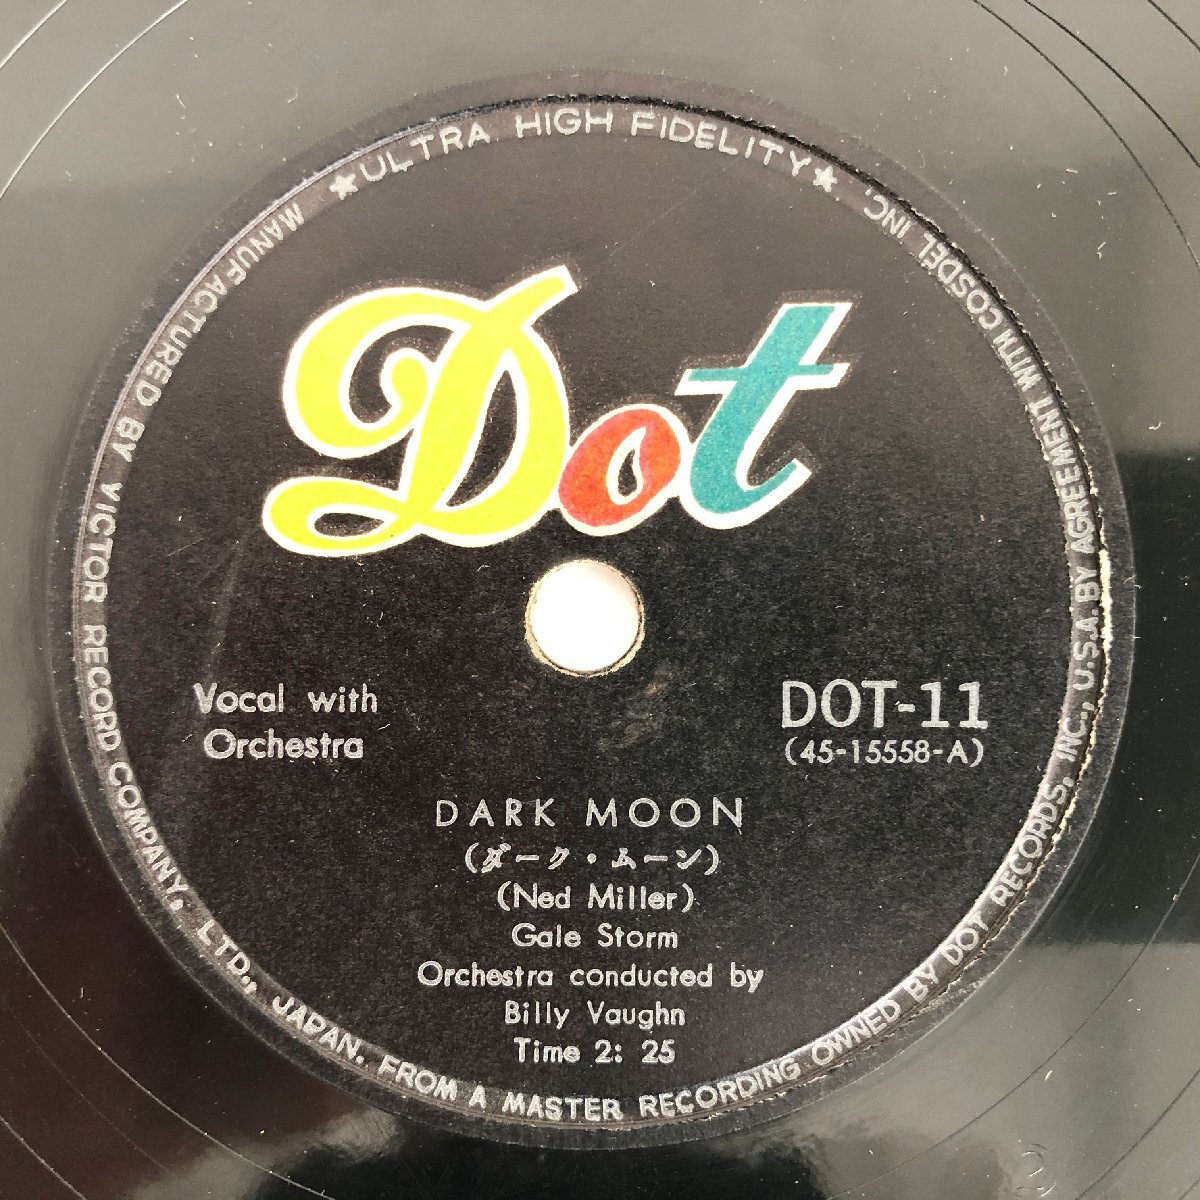 ★ULTRA HIGH FIDELITY★
Dot
Vocal with
Orchestra
DOT-11
(45-15558-A)
DARK MOON
(ダーク・ムーン)
(Ned Miller)
Gale Storm
Orchestra conducted by
Billy Vaughn
Time 2: 25
MANUFACTURED BY VICTOR RECORD COMPANY, LTD., JAPAN. FROM A MASTER RECORDING OWNED BY DOT RECORDS, INC., U.S.A. BY AGREEMENT WITH COSDEL INC.